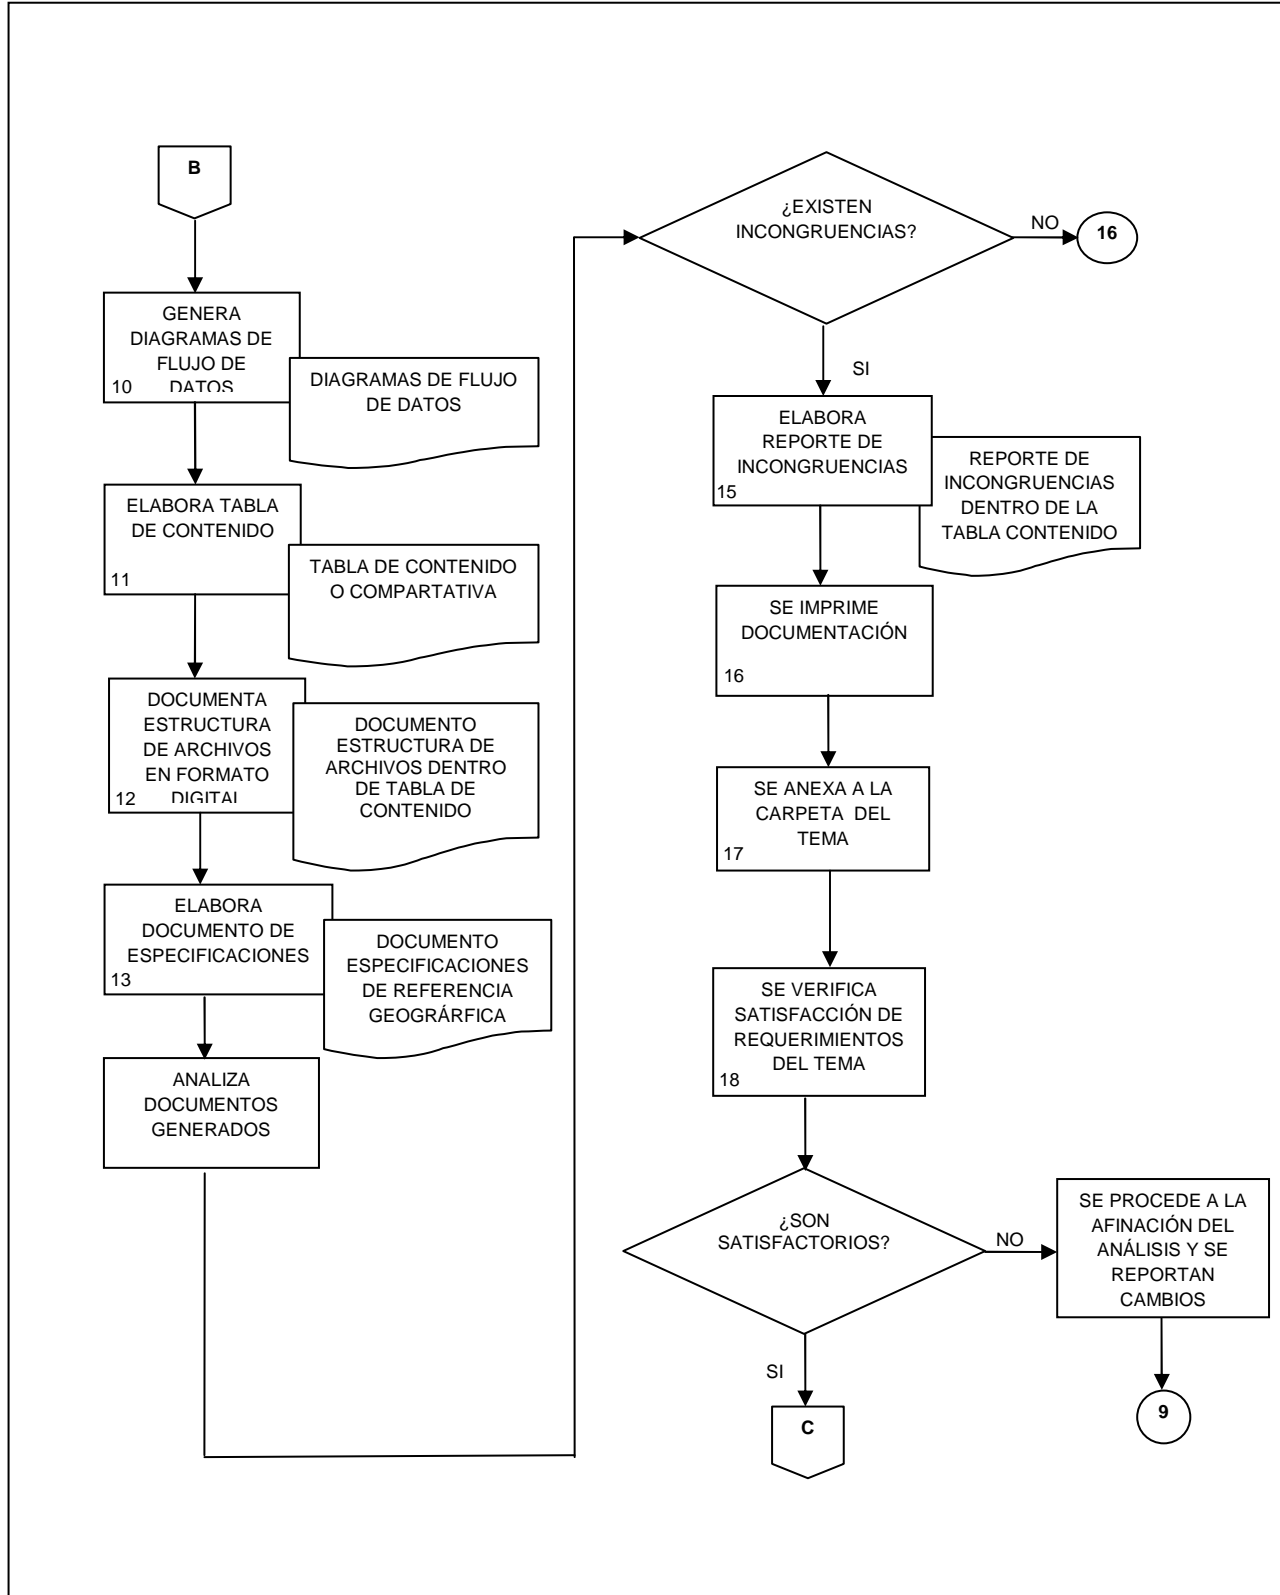 B
GENERA
DIAGRAMAS DE
FLUJO DE
DATOS
10
DIAGRAMAS DE FLUJO
DE DATOS
ELABORA TABLA
DE CONTENIDO
11
TABLA DE CONTENIDO
O COMPARTATIVA
DOCUMENTA
ESTRUCTURA
DE ARCHIVOS
EN FORMATO
DIGITAL
12
DOCUMENTO
ESTRUCTURA DE
ARCHIVOS DENTRO
DE TABLA DE
CONTENIDO
ELABORA
DOCUMENTO DE
ESPECIFICACIONES
13
DOCUMENTO
ESPECIFICACIONES
DE REFERENCIA
GEOGRÁRFICA
ANALIZA
DOCUMENTOS
GENERADOS
¿EXISTEN
INCONGRUENCIAS?
NO
16
SI
ELABORA
REPORTE DE
INCONGRUENCIAS
15
REPORTE DE
INCONGRUENCIAS
DENTRO DE LA
TABLA CONTENIDO
SE IMPRIME
DOCUMENTACIÓN
16
SE ANEXA A LA
CARPETA DEL
TEMA
17
SE VERIFICA
SATISFACCIÓN DE
REQUERIMIENTOS
DEL TEMA
18
¿SON
SATISFACTORIOS?
NO
SE PROCEDE A LA
AFINACIÓN DEL
ANÁLISIS Y SE
REPORTAN
CAMBIOS
SI
C
9